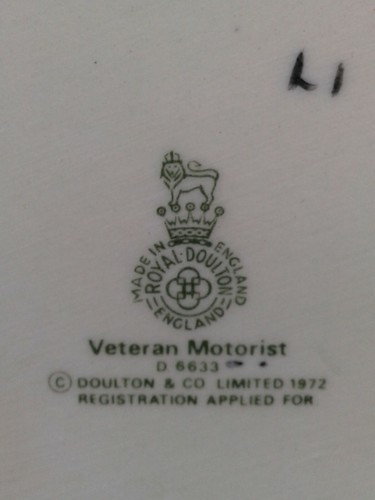 L1
MADE IN ENGLAND
ROYAL·DOULTON
ENGLAND
Veteran Motorist
D 6633
© DOULTON & CO LIMITED 1972
REGISTRATION APPLIED FOR